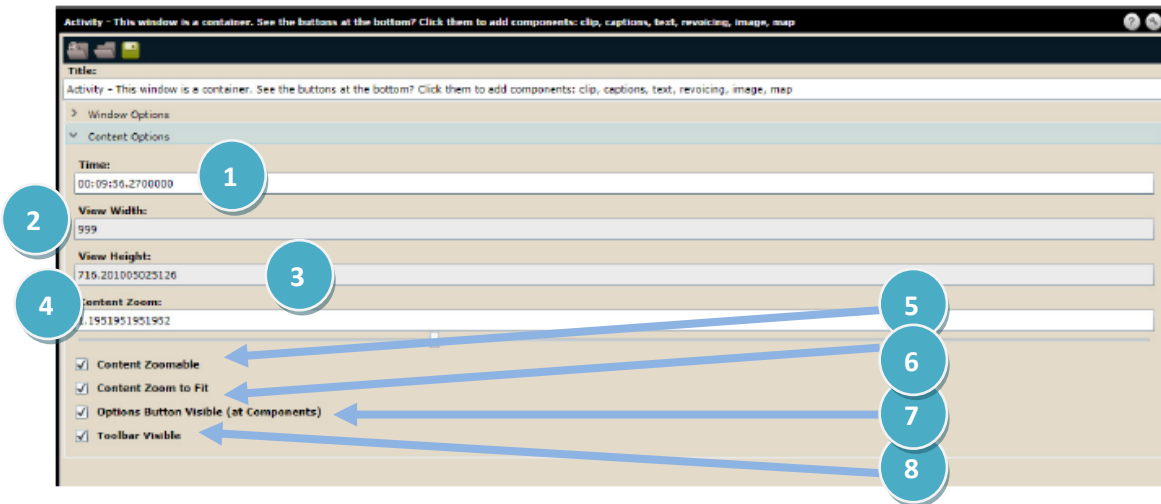 Activity - This window is a container. See the buttons at the bottom? Click them to add components: clip, captions, text, revoicing, image, map
Title:
Activity - This window is a container. See the buttons at the bottom? Click them to add components: clip, captions, text, revoicing, image, map
Window Options
Content Options
Time:
1
00:09:56.2700000
2
View Width:
999
View Height:
3
716.201005025126
4
Content Zoom:
5
1.1951951951952
Content Zoomable
6
Content Zoom to Fit
Options Button Visible (at Components)
7
Toolbar Visible
8